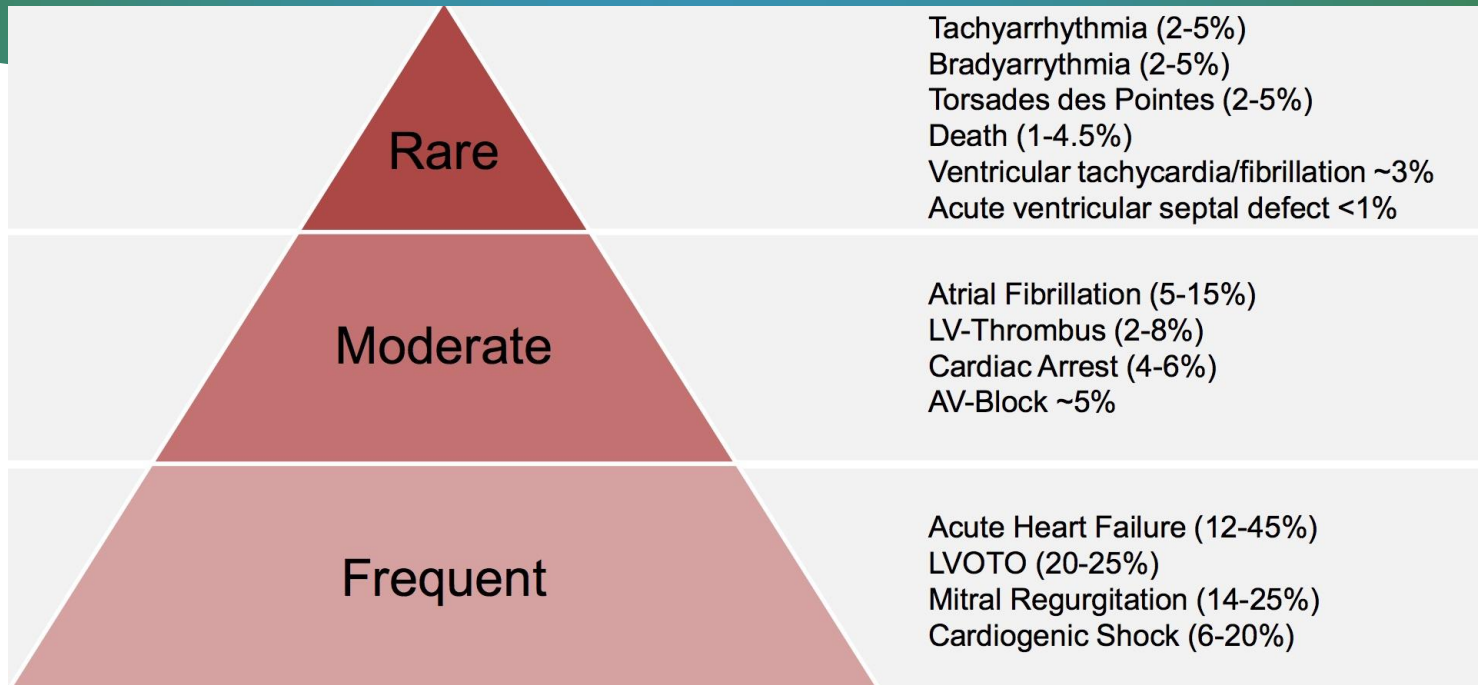 Rare
Tachyarrhythmia (2-5%)
Bradyarrythmia (2-5%)
Torsades des Pointes (2-5%)
Death (1-4.5%)
Ventricular tachycardia/fibrillation ~3%
Acute ventricular septal defect <1%
Moderate
Atrial Fibrillation (5-15%)
LV-Thrombus (2-8%)
Cardiac Arrest (4-6%)
AV-Block ~5%
Frequent
Acute Heart Failure (12-45%)
LVOTO (20-25%)
Mitral Regurgitation (14-25%)
Cardiogenic Shock (6-20%)